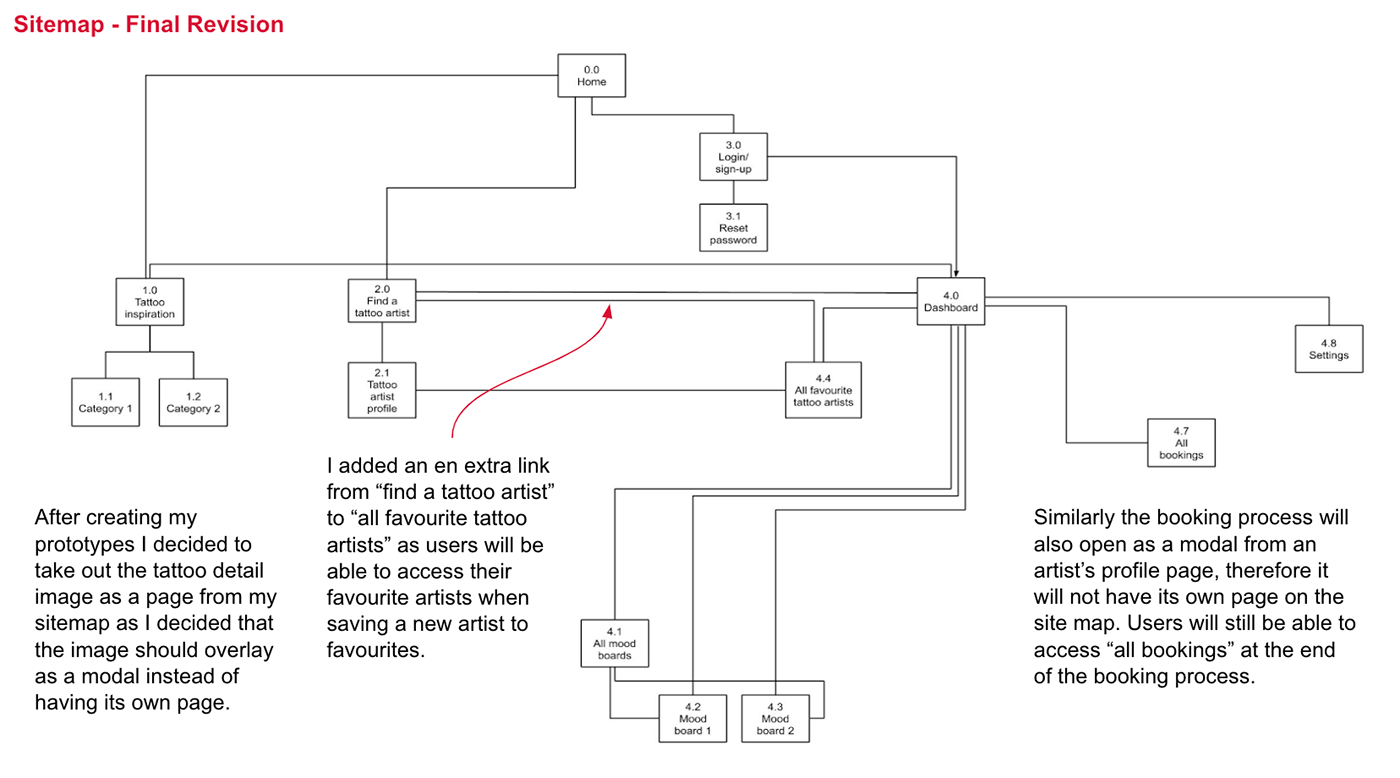 Sitemap - Final Revision
0.0
Home
3.0
Login/
sign-up
3.1
Reset
password
1.0
Tattoo
inspiration
2.0
Find a
tattoo artist
4.0
Dashboard
4.8
Settings
1.1
Category 1
1.2
Category 2
2.1
Tattoo
artist
profile
4.4
All favourite
tattoo artists
4.7
All
bookings
After creating my
prototypes I decided to
take out the tattoo detail
image as a page from my
sitemap as I decided that
the image should overlay
as a modal instead of
having its own page.
I added an en extra link
from “find a tattoo artist”
to “all favourite tattoo
artists” as users will be
able to access their
favourite artists when
saving a new artist to
favourites.
Similarly the booking process will
also open as a modal from an
artist’s profile page, therefore it
will not have its own page on the
site map. Users will still be able to
access “all bookings” at the end
of the booking process.
4.1
All mood
boards
4.2
Mood
board 1
4.3
Mood
board 2